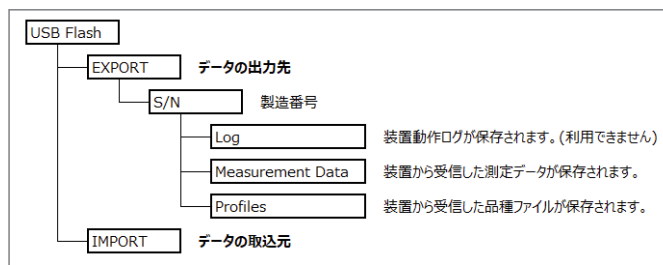 USB Flash
EXPORT データの出力先
S/N 製造番号
Log 装置動作ログが保存されます。(利用できません)
Measurement Data 装置から受信した測定データが保存されます。
Profiles 装置から受信した品種ファイルが保存されます。
IMPORT データの取込元